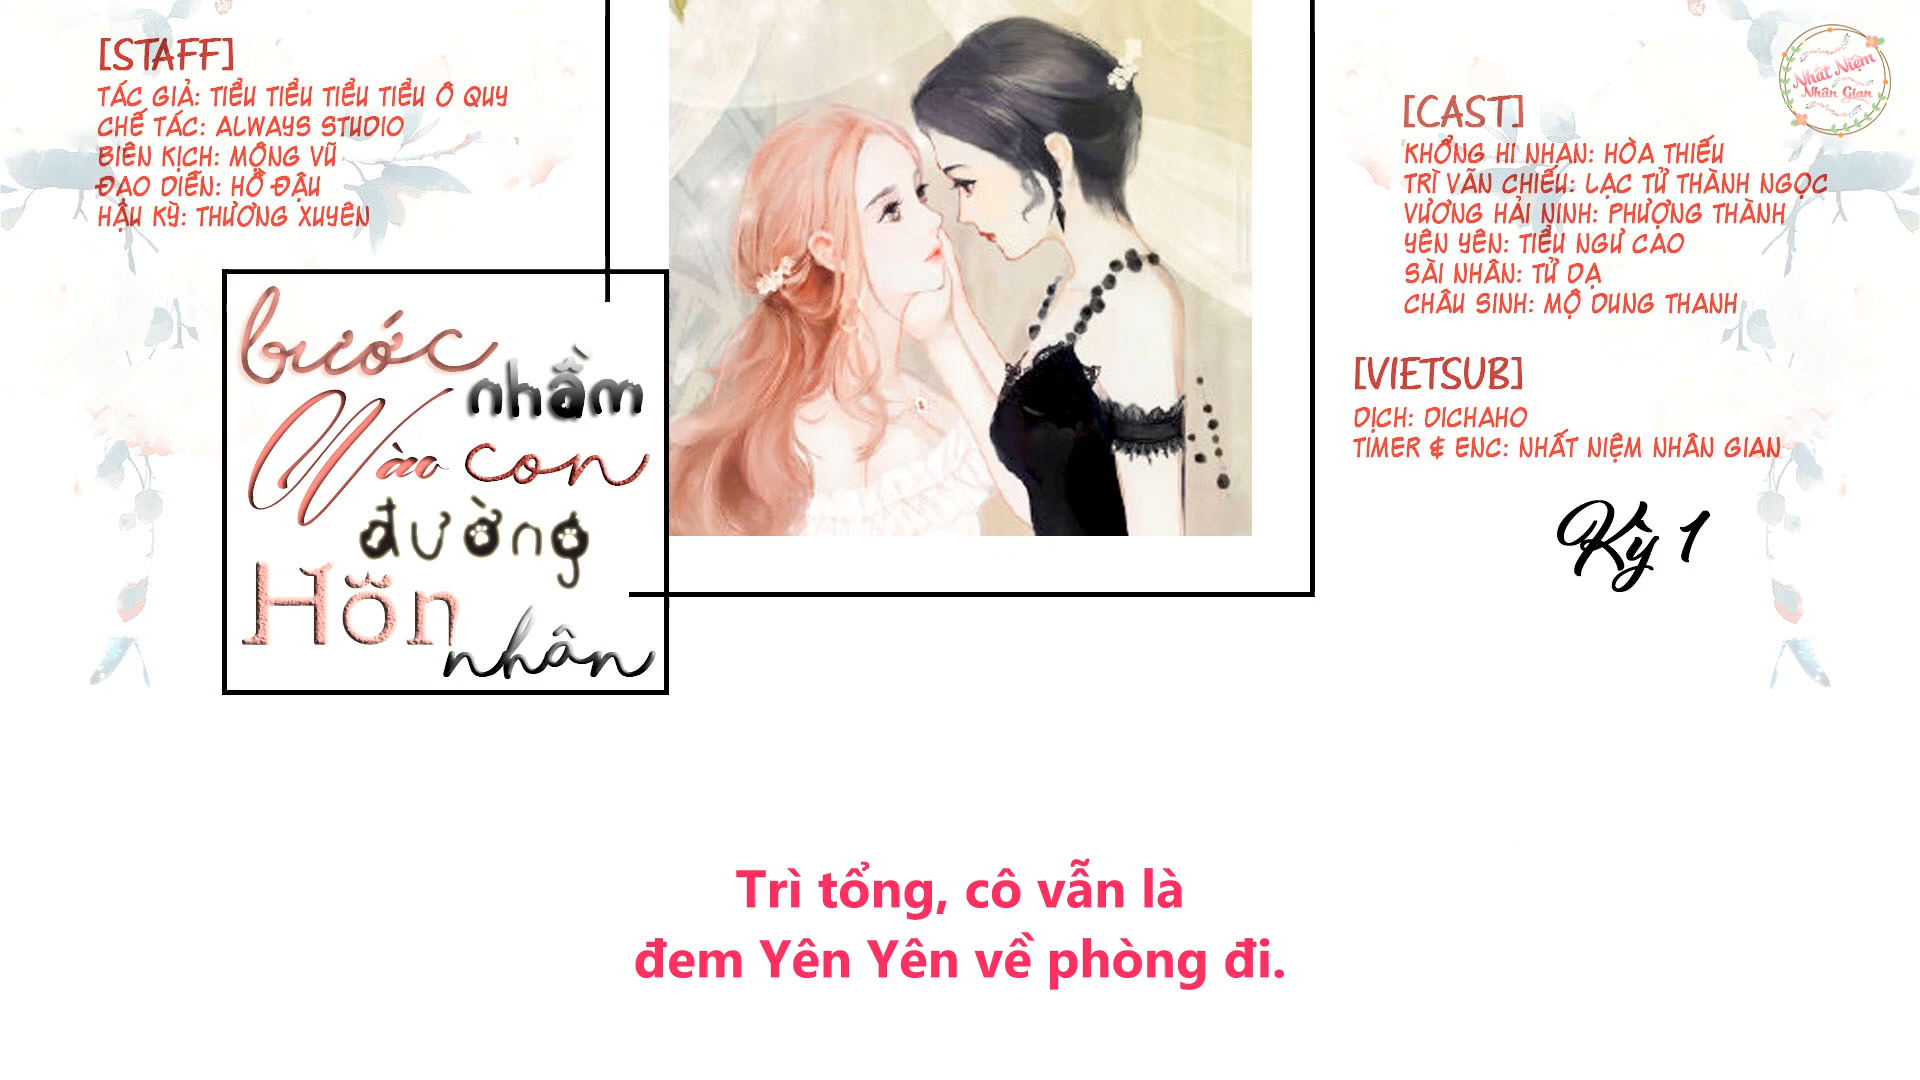 [STAFF]
TÁC GIẢ: TIỂU TIỂU TIỂU TIỂU Ô QUY
CHẾ TÁC: ALWAYS STUDIO
BIÊN KỊCH: MỘNG VŨ
ĐẠO DIỄN: HỒ ĐẬU
HẬU KỲ: THƯƠNG XUYÊN
bước
nhầm
Vào con
đường
Hôn
nhân
Nhất Niệm
Nhân Gian
[CAST]
KHỔNG HI NHAN: HÒA THIẾU
TRÌ VÃN CHIẾU: LẠC TỬ THÀNH NGỌC
VƯƠNG HẢI NINH: PHƯỢNG THÀNH
YÊN YÊN: TIỂU NGƯ CAO
SÀI NHÂN: TỬ DẠ
CHÂU SINH: MỘ DUNG THANH
[VIETSUB]
DỊCH: DICHAHO
TIMER & ENC: NHẤT NIỆM NHÂN GIAN
Kỳ 1
Trì tổng, cô vẫn là
đem Yên Yên về phòng đi.